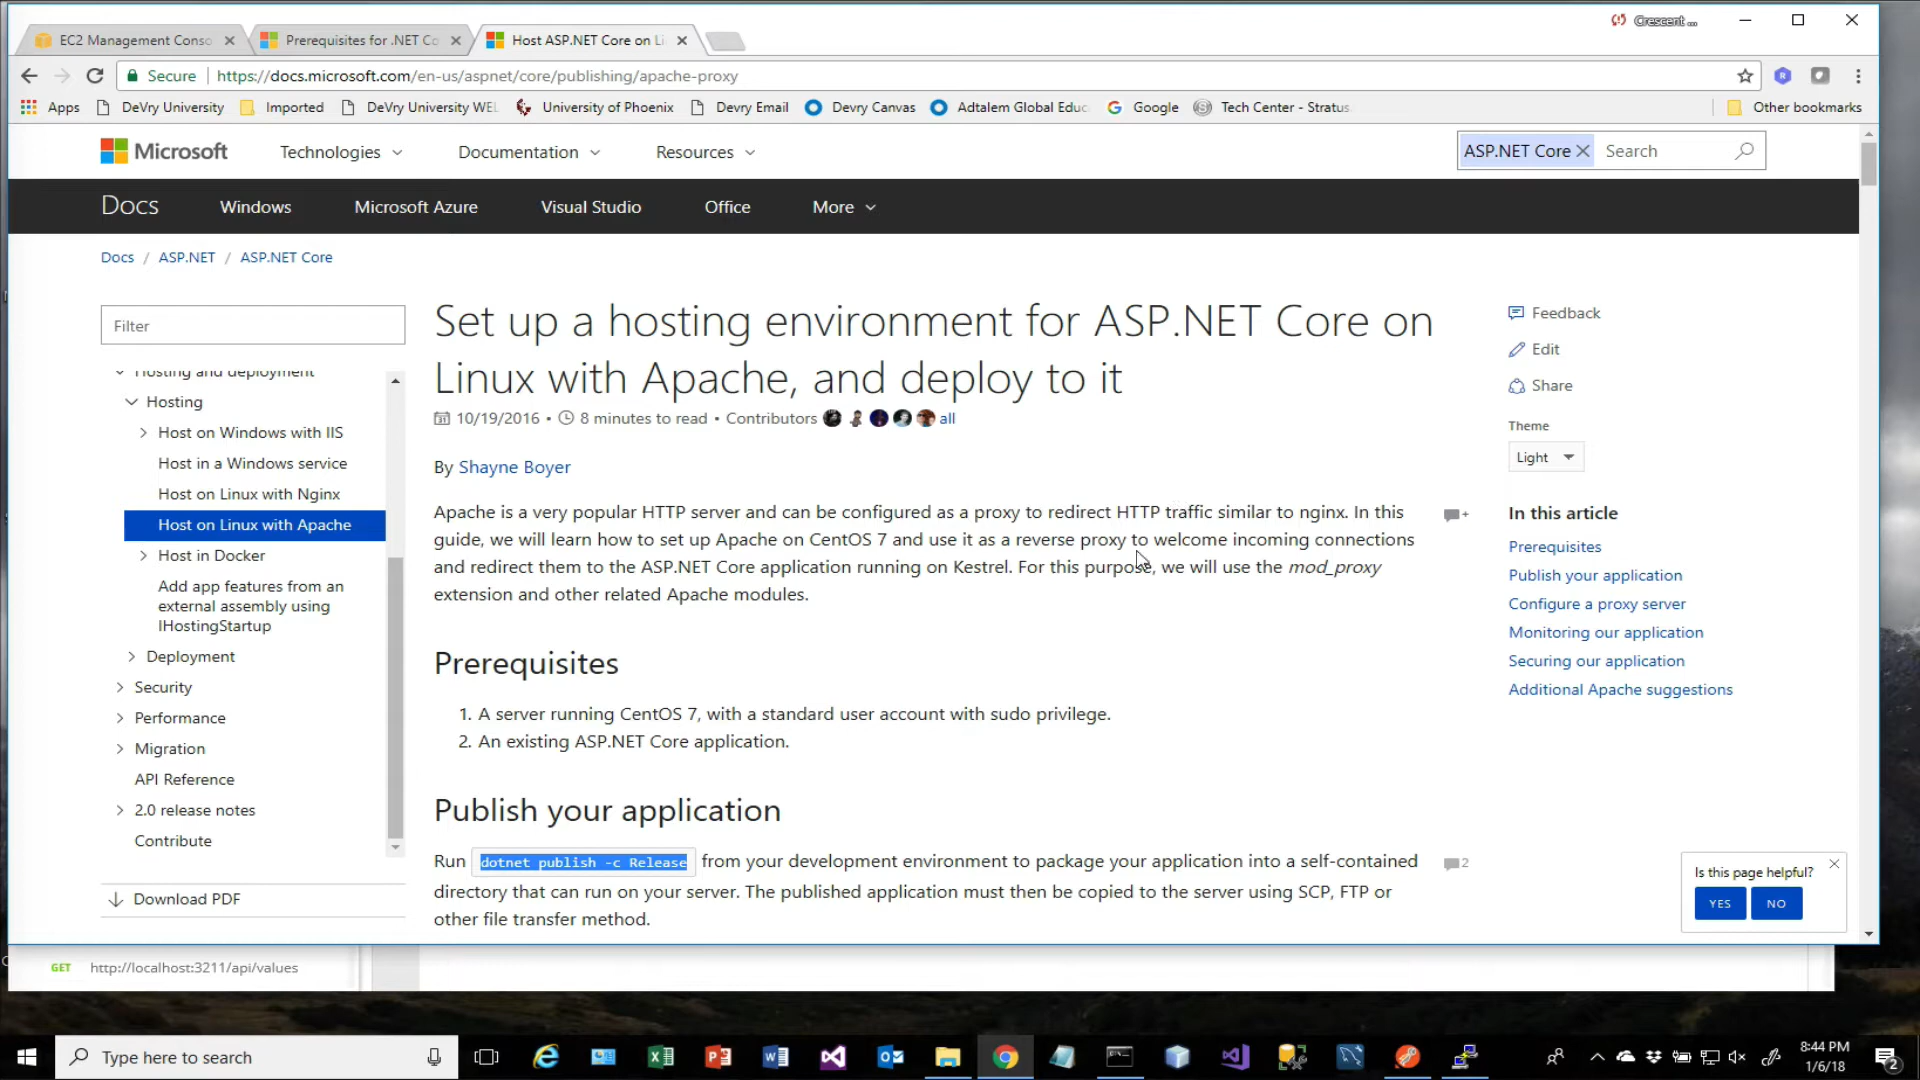 Crescent ...
EC2 Management Conso
Prerequisites for .NET Co
Host ASP.NET Core on Li
Secure
https://docs.microsoft.com/en-us/aspnet/core/publishing/apache-proxy
Apps
DeVry University
Imported
DeVry University WEL
University of Phoenix
Devry Email
Devry Canvas
Adtalem Global Educ
Google
Tech Center - Stratus
Other bookmarks
Microsoft
Technologies
Documentation
Resources
ASP.NET Core
Search
Docs
Windows
Microsoft Azure
Visual Studio
Office
More
Docs / ASP.NET / ASP.NET Core
Filter
Hosting and deployment
Hosting
Host on Windows with IIS
Host in a Windows service
Host on Linux with Nginx
Host on Linux with Apache
Host in Docker
Add app features from an
external assembly using
IHostingStartup
Deployment
Security
Performance
Migration
API Reference
2.0 release notes
Contribute
Download PDF
Set up a hosting environment for ASP.NET Core on
Linux with Apache, and deploy to it
10/19/2016 • 8 minutes to read • Contributors all
By Shayne Boyer
Apache is a very popular HTTP server and can be configured as a proxy to redirect HTTP traffic similar to nginx. In this
guide, we will learn how to set up Apache on CentOS 7 and use it as a reverse proxy to welcome incoming connections
and redirect them to the ASP.NET Core application running on Kestrel. For this purpose, we will use the mod_proxy
extension and other related Apache modules.
Prerequisites
1. A server running CentOS 7, with a standard user account with sudo privilege.
2. An existing ASP.NET Core application.
Publish your application
Run dotnet publish -c Release from your development environment to package your application into a self-contained
directory that can run on your server. The published application must then be copied to the server using SCP, FTP or
other file transfer method.
+
2
Feedback
Edit
Share
Theme
Light
In this article
Prerequisites
Publish your application
Configure a proxy server
Monitoring our application
Securing our application
Additional Apache suggestions
Is this page helpful?
YES
NO
GET http://localhost:3211/api/values
Type here to search
8:44 PM
1/6/18
2